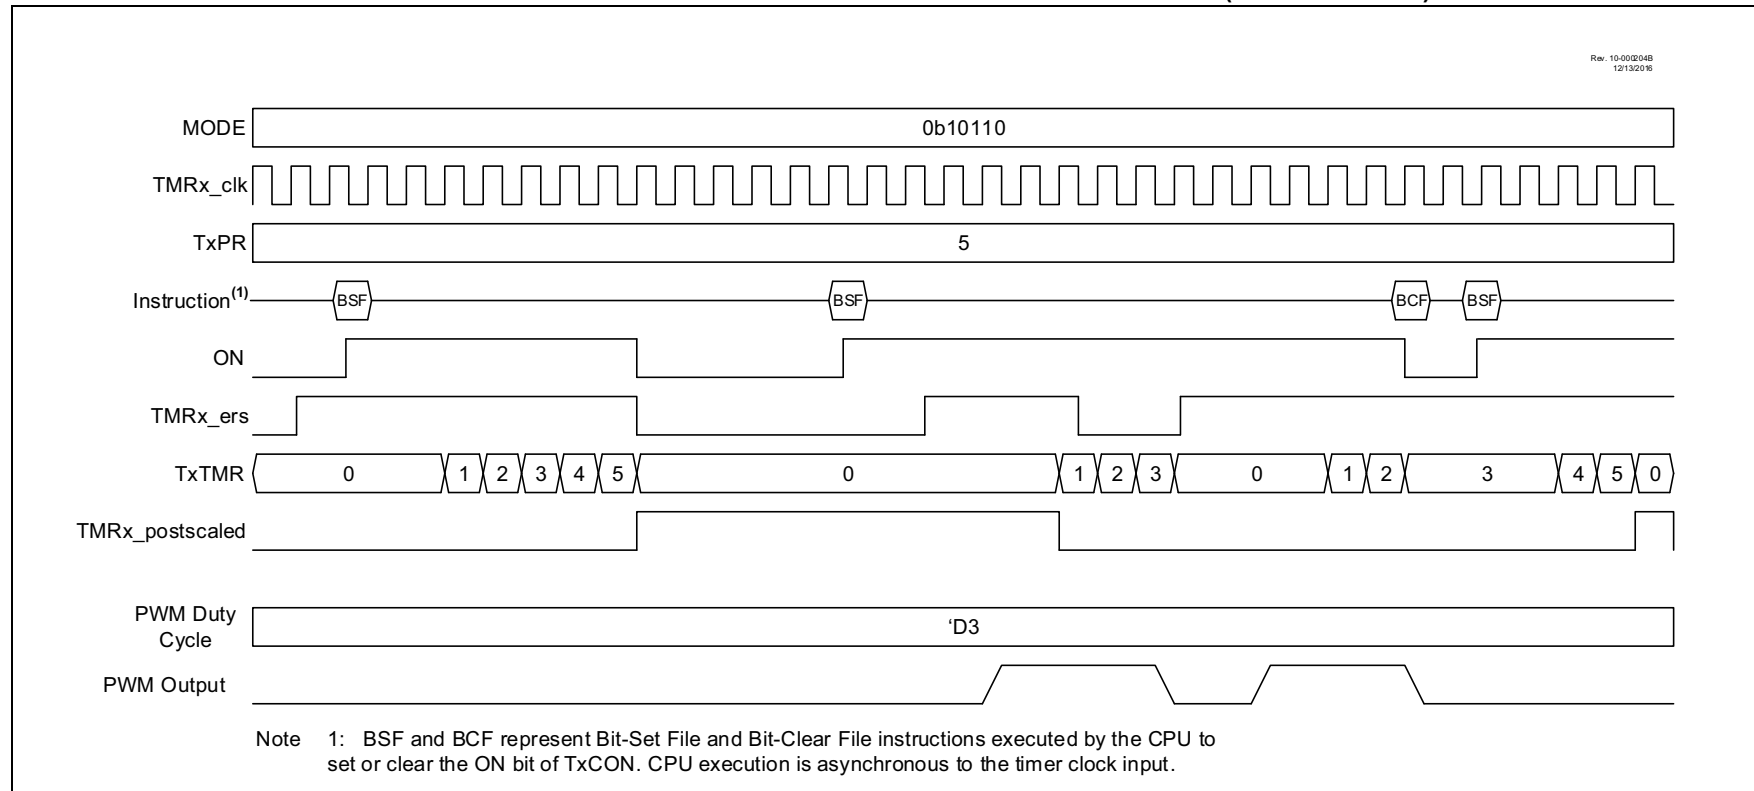 Rev. 10-000204B
12/13/2016
MODE 0b10110
TMRx_clk
TxPR 5
Instruction(1) BSF BSF BCF BSF
ON
TMRx_ers
TxTMR 0 1 2 3 4 5 0 1 2 3 0 1 2 3 4 5 0
TMRx_postscaled
PWM Duty
Cycle 'D3
PWM Output
Note 1: BSF and BCF represent Bit-Set File and Bit-Clear File instructions executed by the CPU to
set or clear the ON bit of TxCON. CPU execution is asynchronous to the timer clock input.